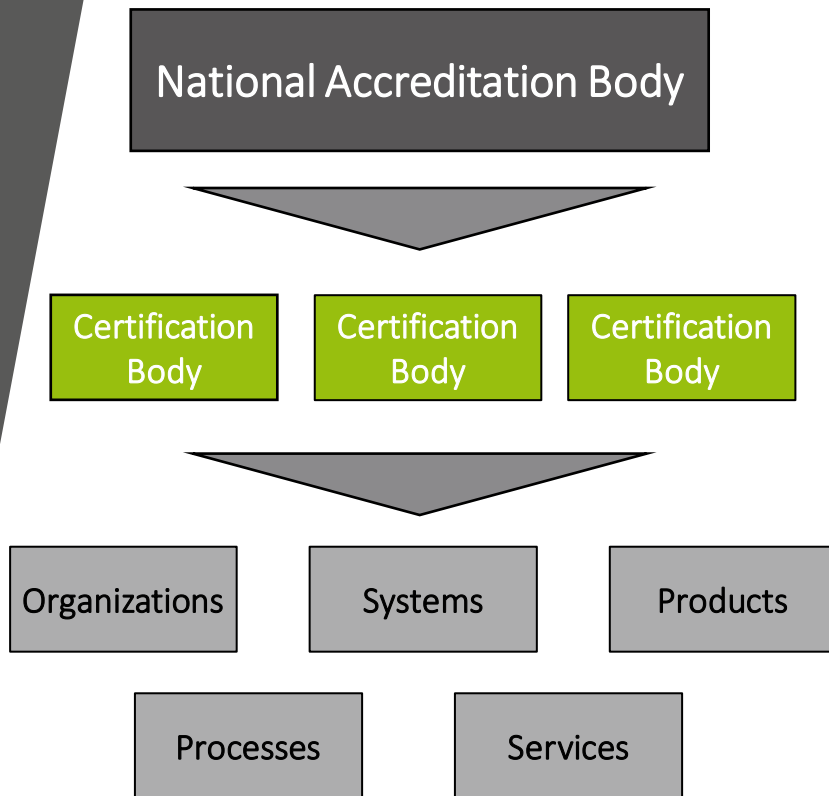 National Accreditation Body
Certification
Body
Certification
Body
Certification
Body
Organizations
Systems
Products
Processes
Services